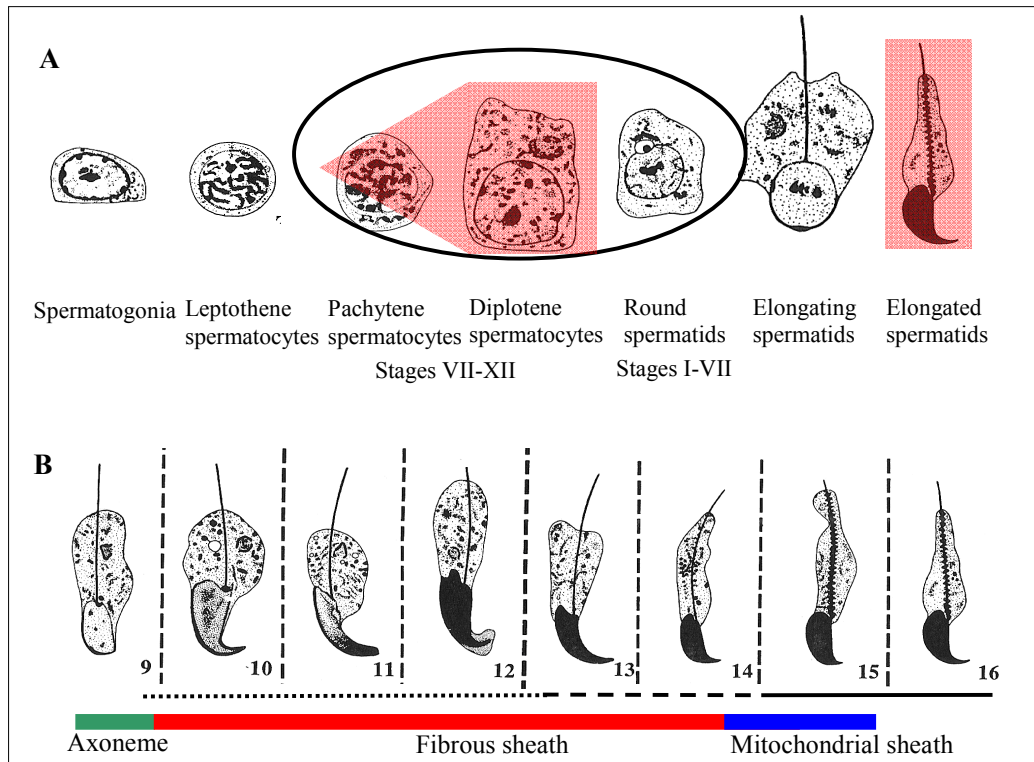 A
Spermatogonia
Leptothene
spermatocytes
Pachytene
spermatocytes
Diplotene
spermatocytes
Round
spermatids
Elongating
spermatids
Elongated
spermatids
Stages VII-XII
Stages I-VII
B
9
10
11
12
13
14
15
16
Axoneme
Fibrous sheath
Mitochondrial sheath